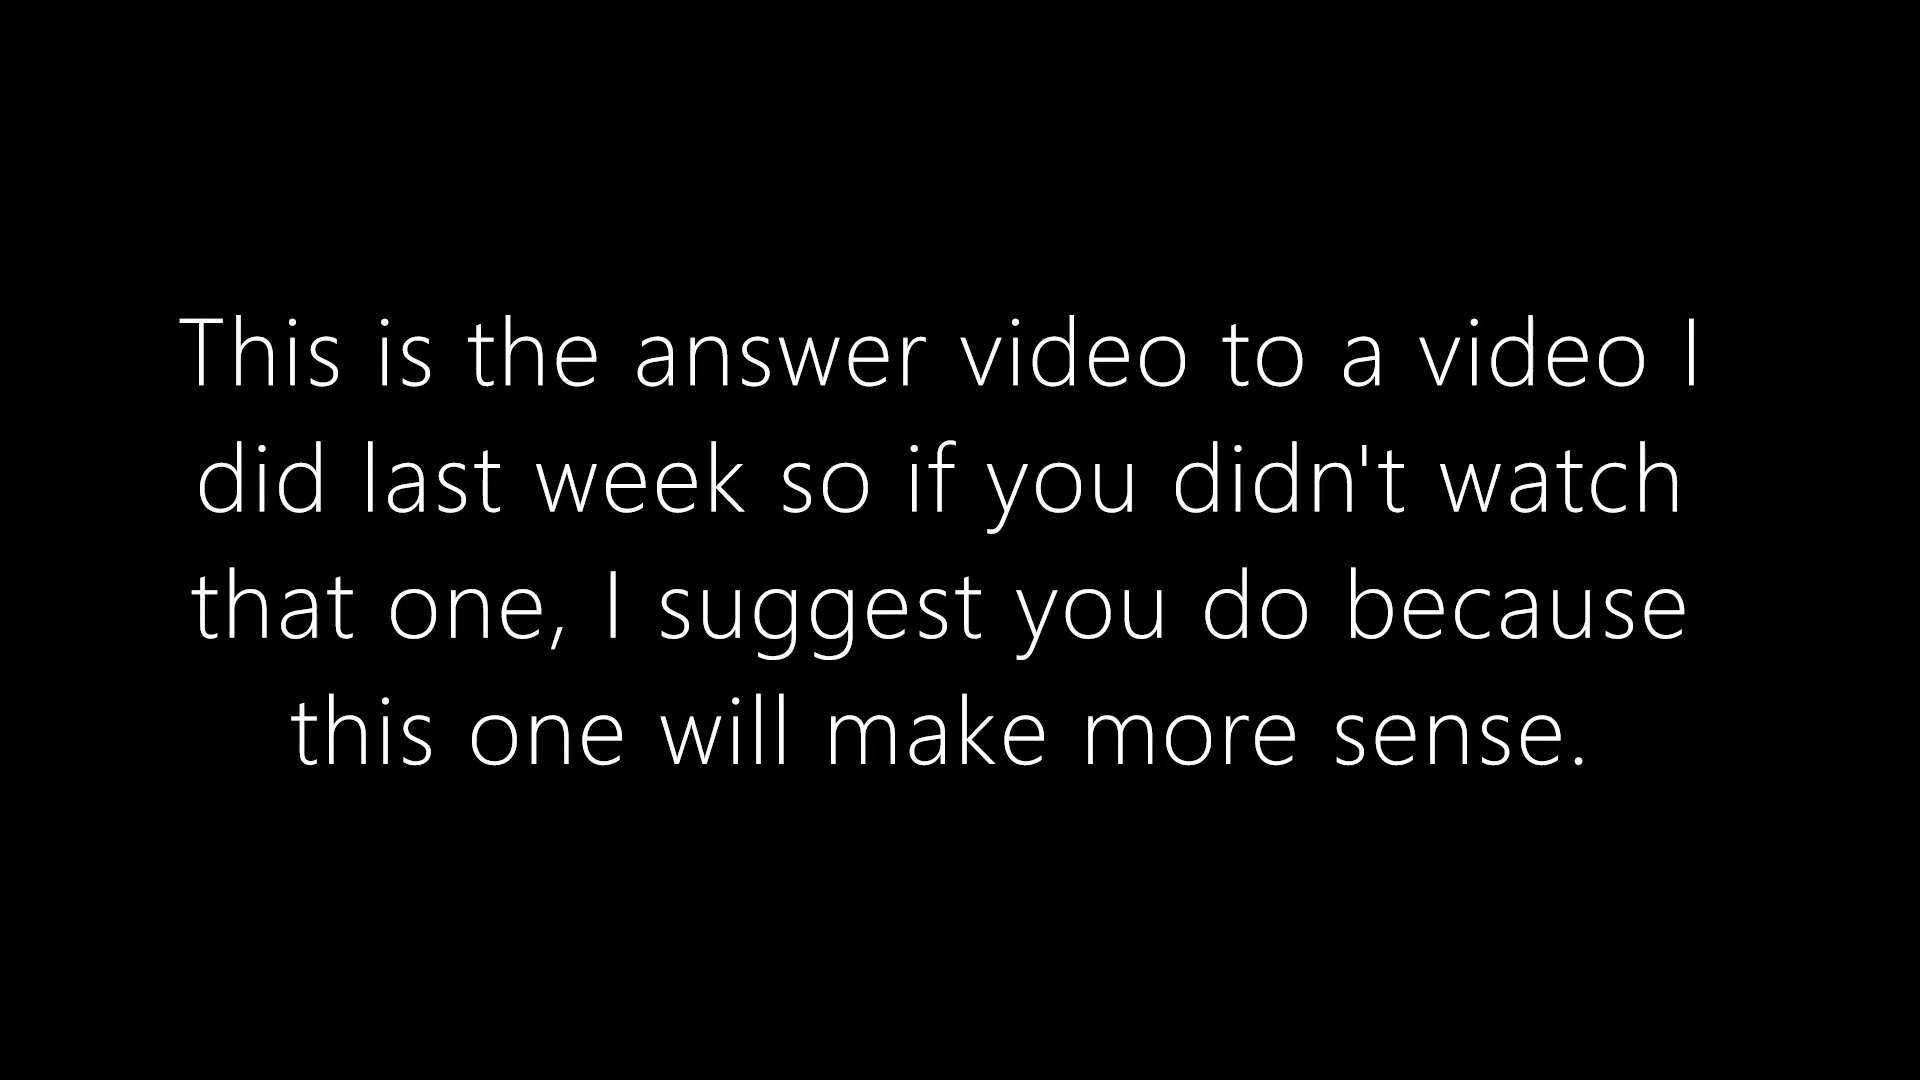 This is the answer video to a video I
did last week so if you didn't watch
that one, I suggest you do because
this one will make more sense.